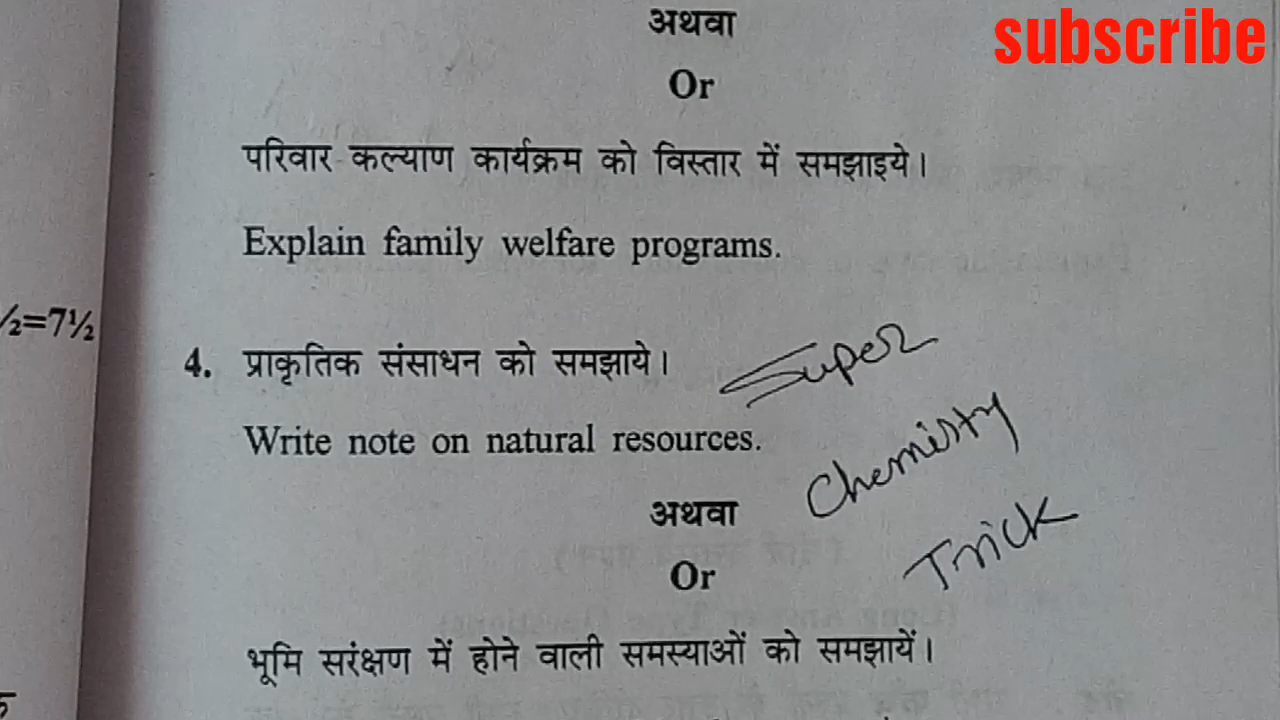 subscribe
अथवा
Or
परिवार कल्याण कार्यक्रम को विस्तार में समझाइये।
Explain family welfare programs.
½=7½
4. प्राकृतिक संसाधन को समझाये।
Write note on natural resources.
Super
Chemistry
Trick
अथवा
Or
भूमि सरंक्षण में होने वाली समस्याओं को समझायें।